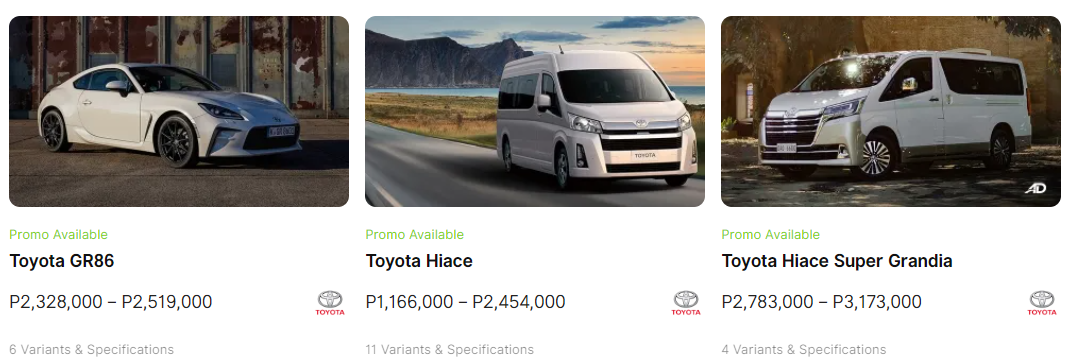 TOYOTA
AD
Promo Available
Promo Available
Promo Available
Toyota GR86
Toyota Hiace
Toyota Hiace Super Grandia
P2,328,000 – P2,519,000
TOYOTA
P1,166,000 – P2,454,000
TOYOTA
P2,783,000 – P3,173,000
TOYOTA
6 Variants & Specifications
11 Variants & Specifications
4 Variants & Specifications